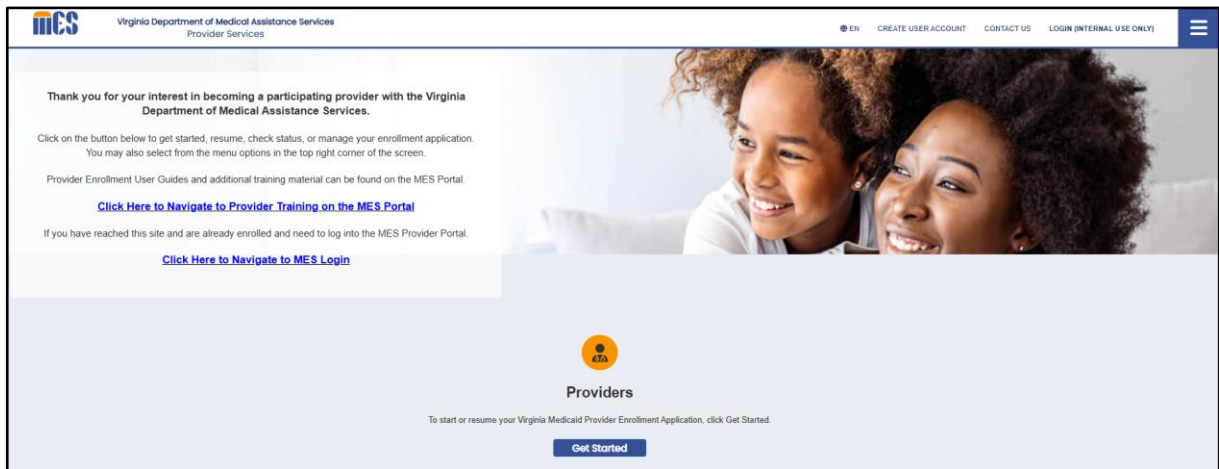 mes
Virginia Department of Medical Assistance Services
Provider Services
EN CREATE USER ACCOUNT CONTACT US LOGIN (INTERNAL USE ONLY)
Thank you for your interest in becoming a participating provider with the Virginia
Department of Medical Assistance Services.
Click on the button below to get started, resume, check status, or manage your enrollment application.
You may also select from the menu options in the top right corner of the screen.
Provider Enrollment User Guides and additional training material can be found on the MES Portal.
Click Here to Navigate to Provider Training on the MES Portal
If you have reached this site and are already enrolled and need to log into the MES Provider Portal.
Click Here to Navigate to MES Login
Providers
To start or resume your Virginia Medicaid Provider Enrollment Application, click Get Started.
Get Started